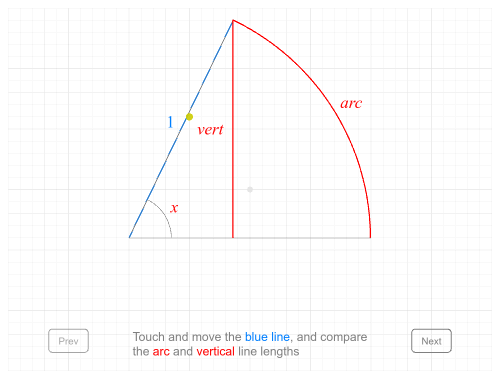 arc
1
vert
x
Prev
Touch and move the blue line, and compare
the arc and vertical line lengths
Next